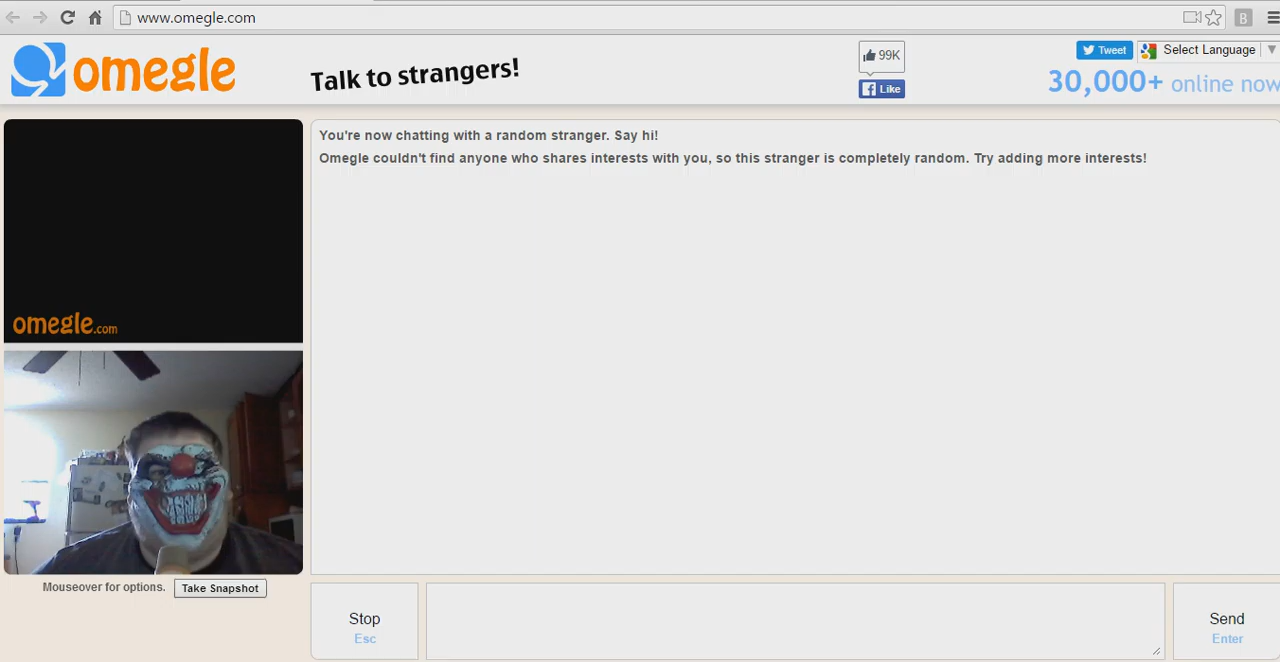 www.omegle.com
B
omegle
Talk to strangers!
99K
Like
Tweet
Select Language
30,000+ online now
You're now chatting with a random stranger. Say hi!
Omegle couldn't find anyone who shares interests with you, so this stranger is completely random. Try adding more interests!
omegle.com
Mouseover for options.
Take Snapshot
Stop
Esc
Send
Enter